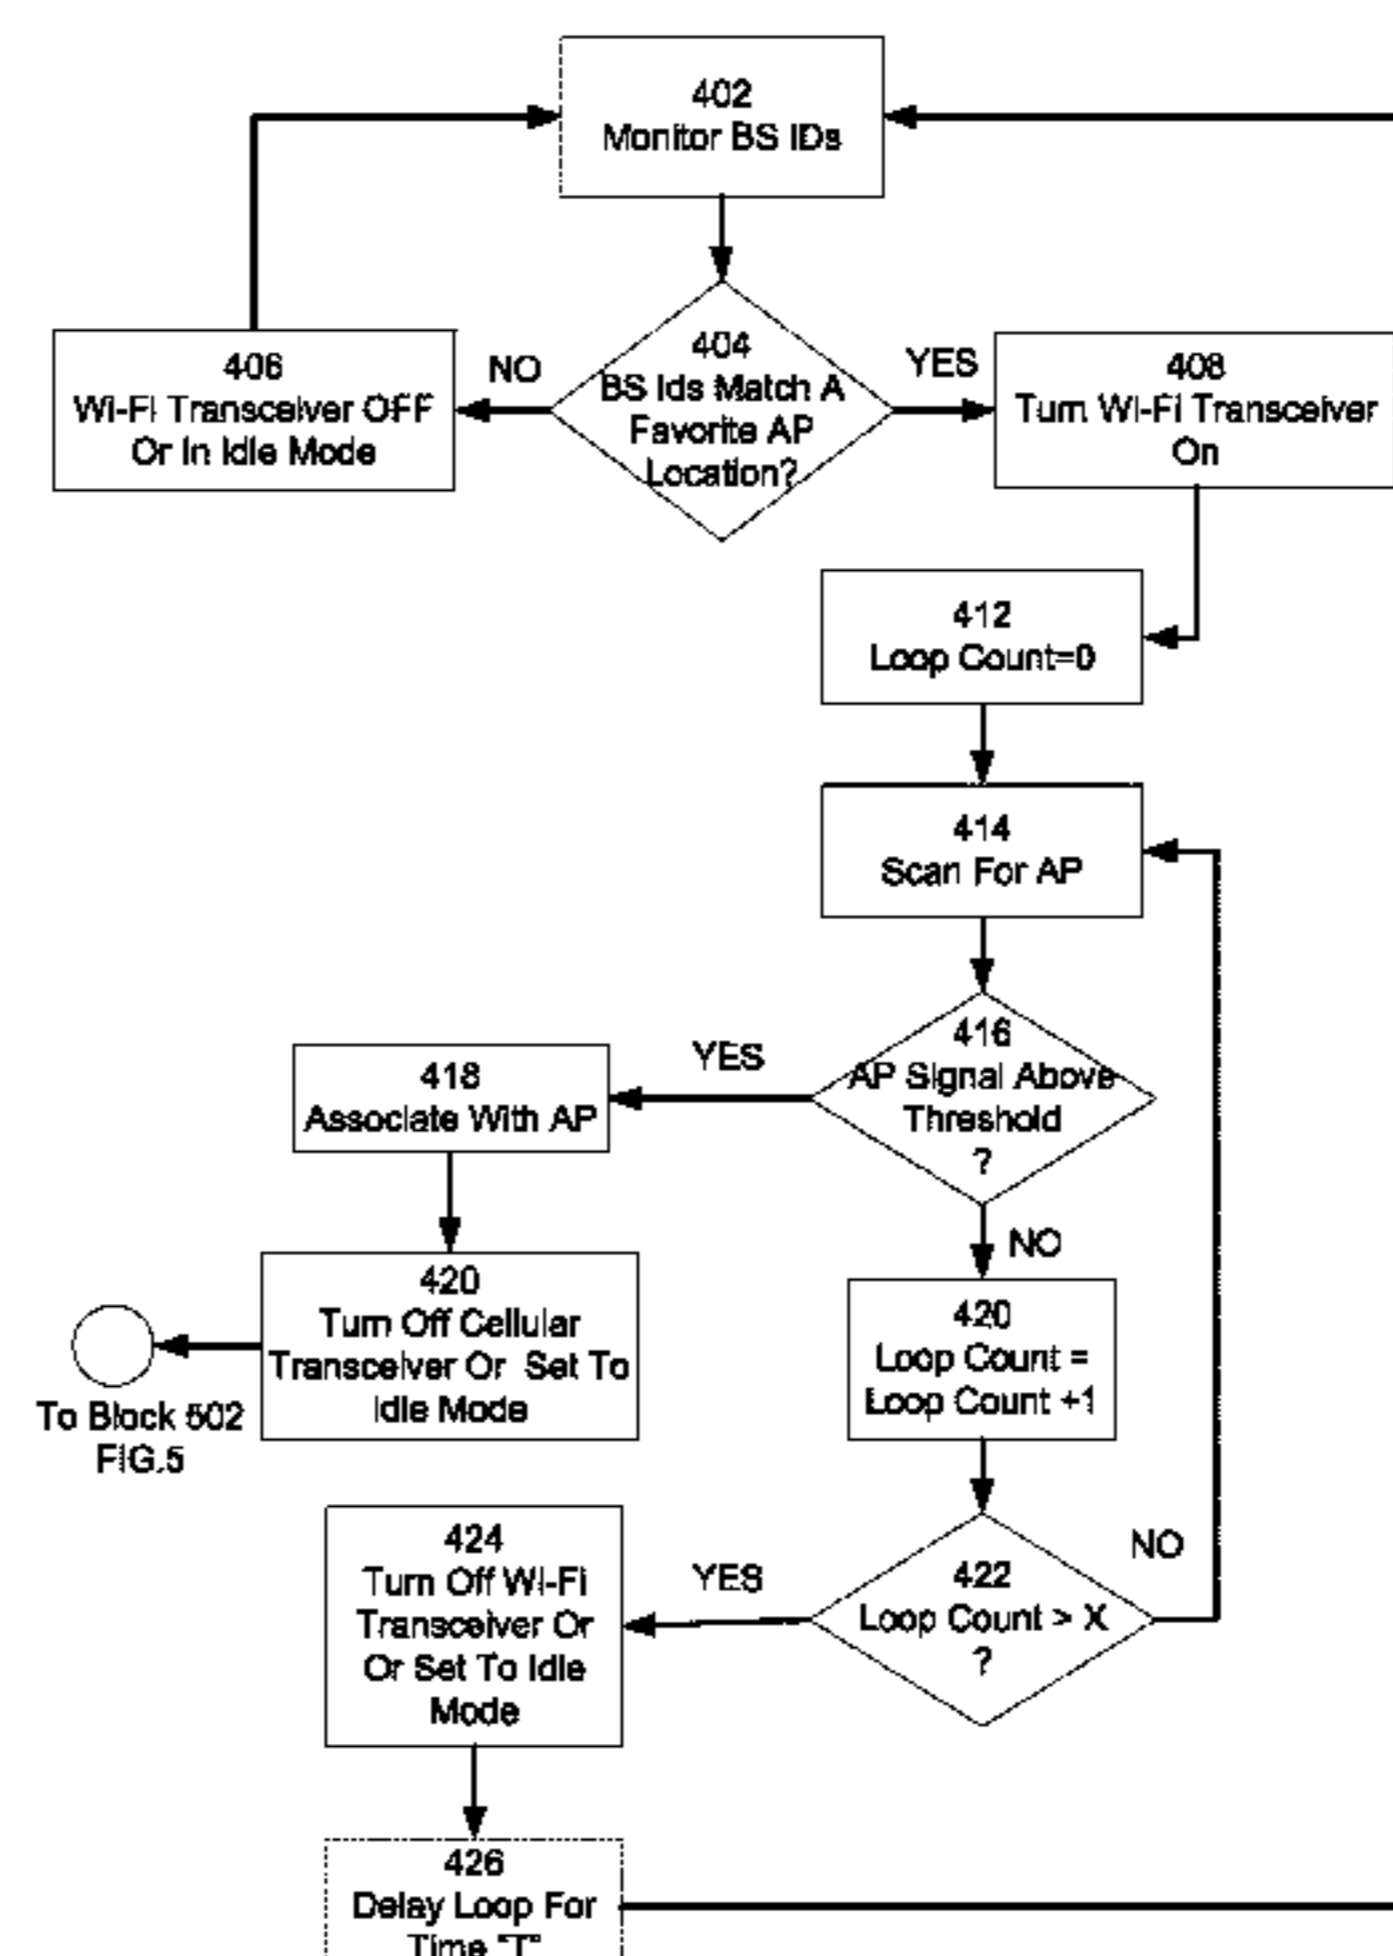 402
Monitor BS IDs
404
BS Ids Match A
Favorite AP
Location?
NO
YES
406
Wi-Fi Transceiver OFF
Or In Idle Mode
408
Turn Wi-Fi Transceiver
On
412
Loop Count=0
414
Scan For AP
416
AP Signal Above
Threshold
?
YES
NO
418
Associate With AP
420
Turn Off Cellular
Transceiver Or Set To
Idle Mode
To Block 502
FIG.5
420
Loop Count =
Loop Count +1
422
Loop Count > X
?
YES
NO
424
Turn Off Wi-Fi
Transceiver Or
Or Set To Idle
Mode
426
Delay Loop For
Time "T"